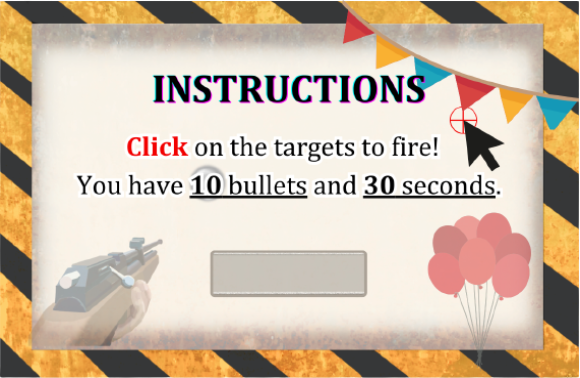 INSTRUCTIONS
Click on the targets to fire!
You have 10 bullets and 30 seconds.